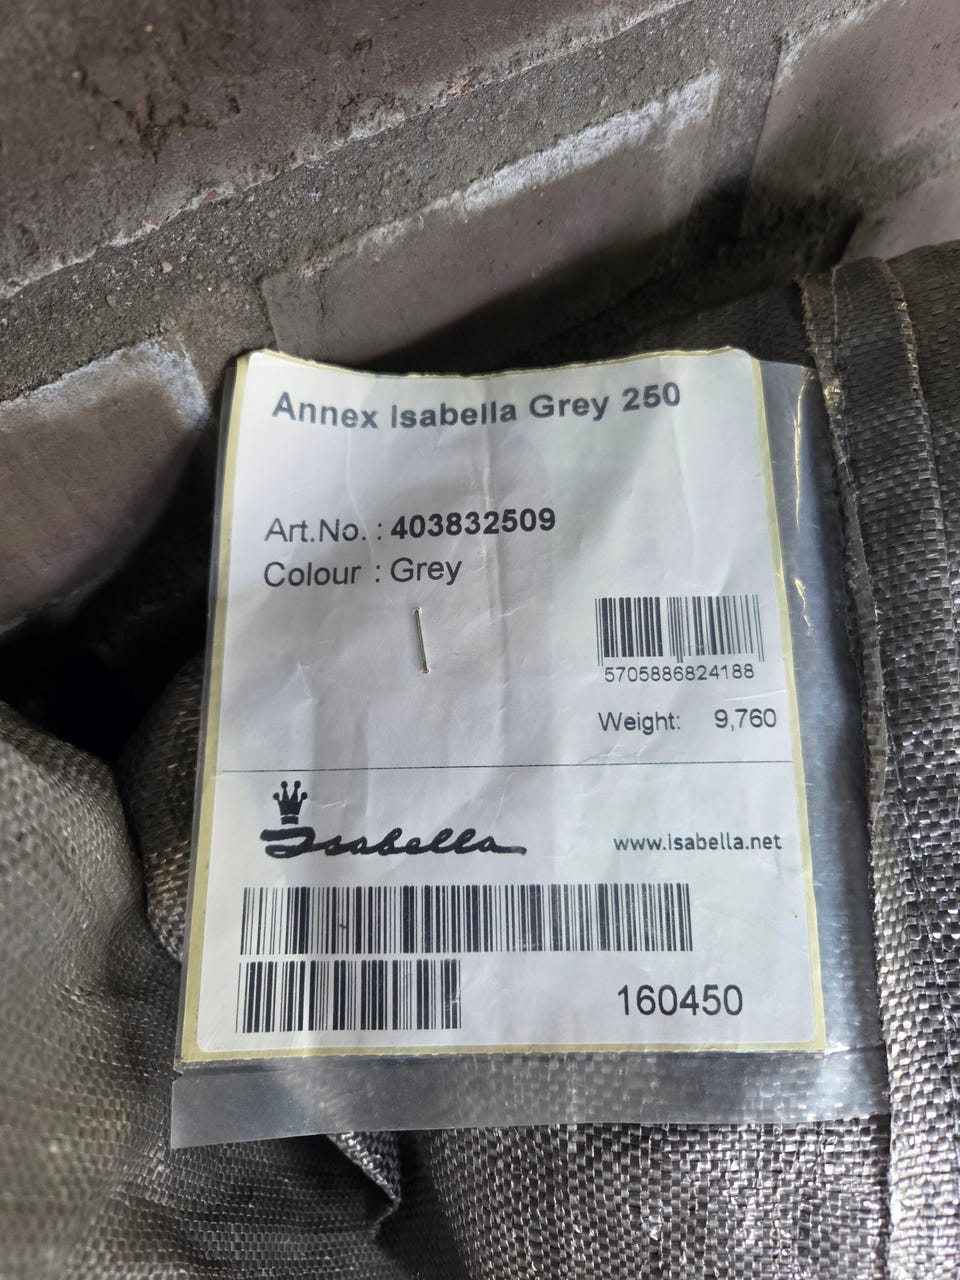 Annex Isabella Grey 250
Art.No. : 403832509
Colour : Grey
5705886824188
Weight: 9,760
Isabella
www.isabella.net
160450